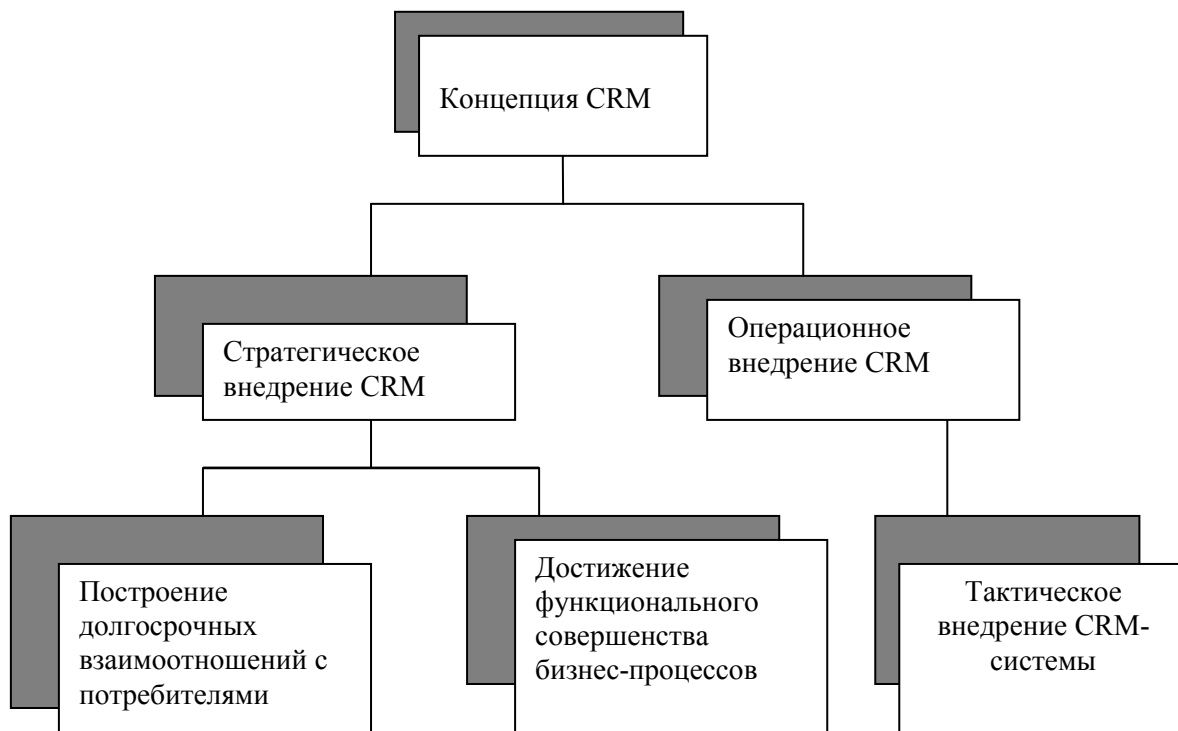 Концепция CRM
Стратегическое
внедрение CRM
Операционное
внедрение CRM
Построение
долгосрочных
взаимоотношений с
потребителями
Достижение
функционального
совершенства
бизнес-процессов
Тактическое
внедрение CRM-
системы